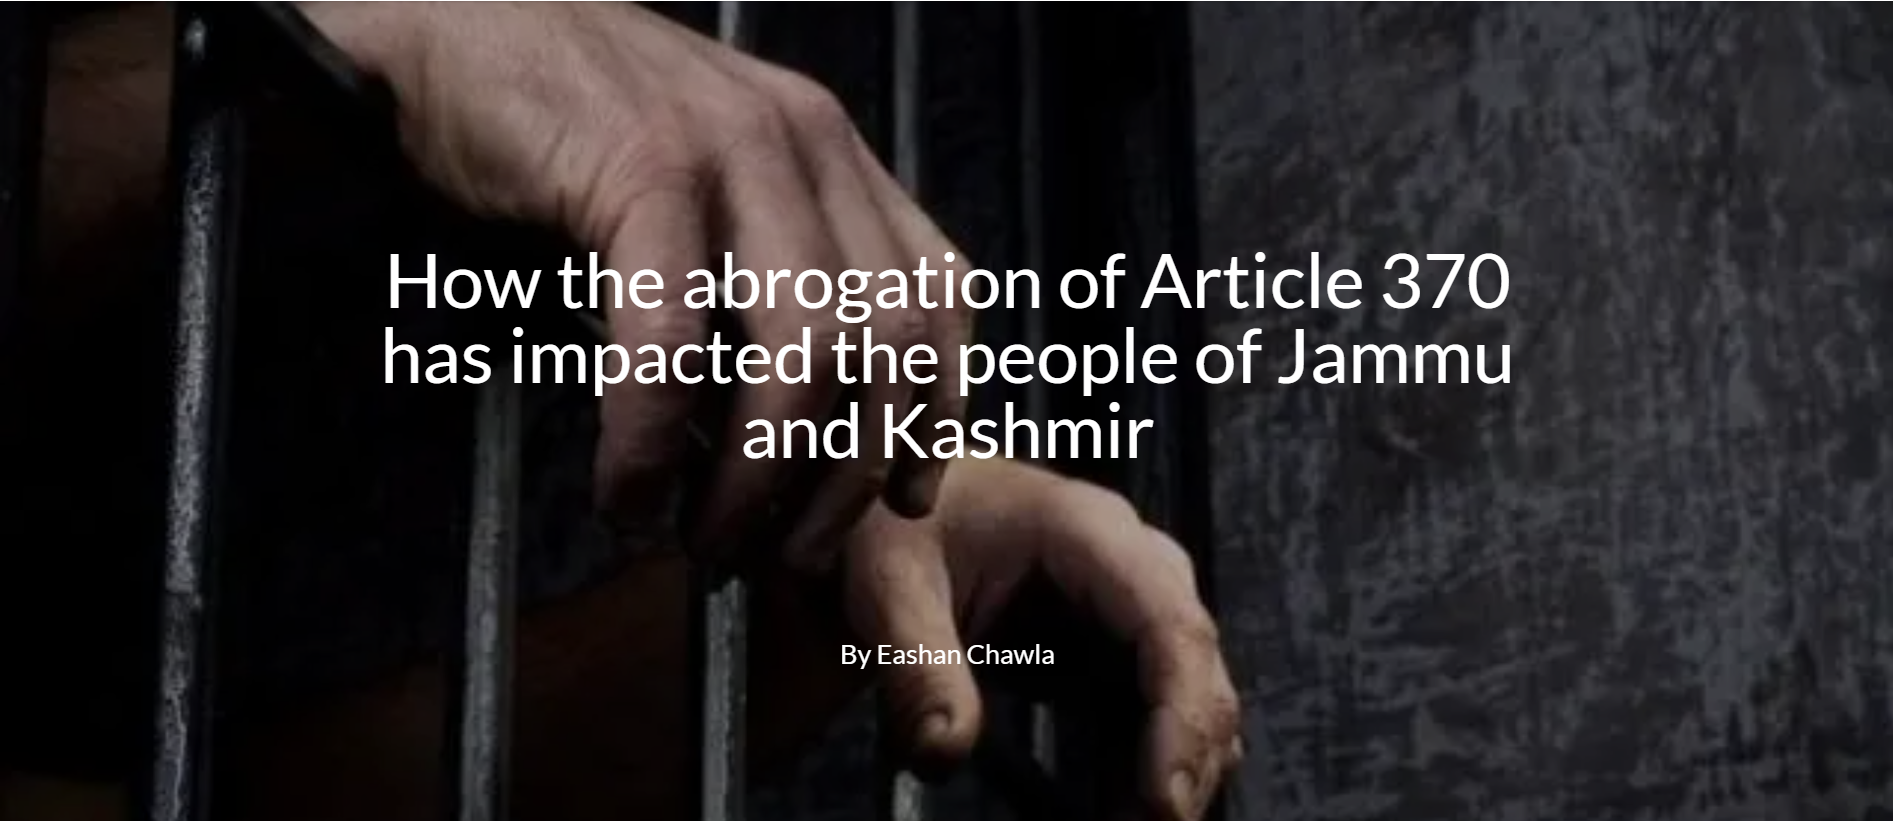 How the abrogation of Article 370
has impacted the people of Jammu
and Kashmir
By Eashan Chawla